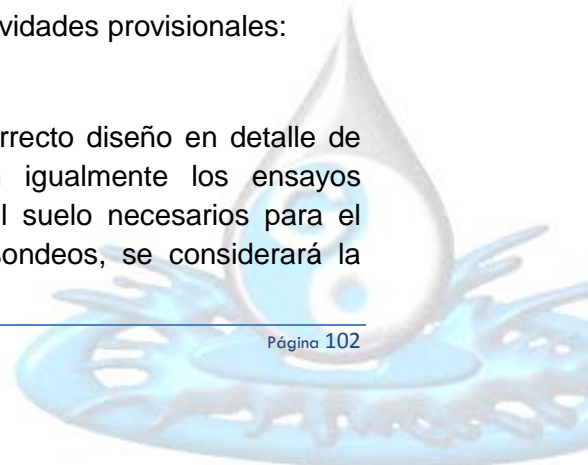 vidades provisionales:
rrecto diseño en detalle de
igualmente los ensayos
l suelo necesarios para el
ondeos, se considerará la
Página 102